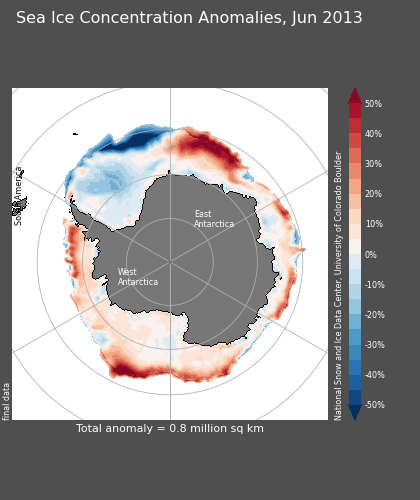 Sea Ice Concentration Anomalies, Jun 2013
South America
East
Antarctica
West
Antarctica
50%
40%
30%
20%
10%
0%
-10%
-20%
-30%
-40%
-50%
National Snow and Ice Data Center, University of Colorado Boulder
final data
Total anomaly = 0.8 million sq km